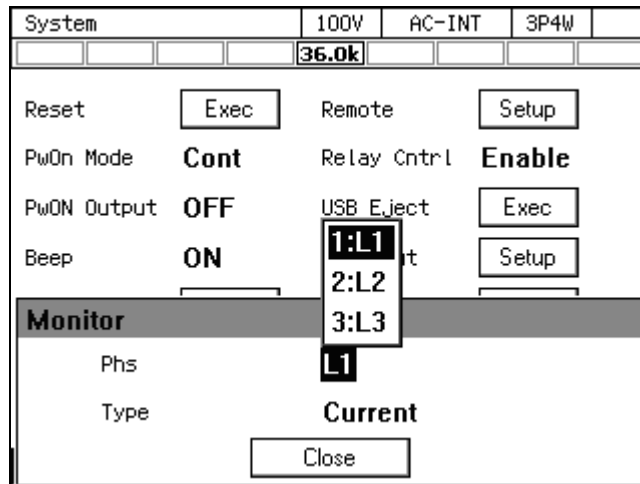 System 100V AC-INT 3P4W
36.0k
Reset Exec Remote Setup
PwOn Mode Cont Relay Cntrl Enable
PwON Output OFF USB Eject Exec
Beep ON Setup
1:L1
2:L2
3:L3
Monitor
Phs L1
Type Current
Close